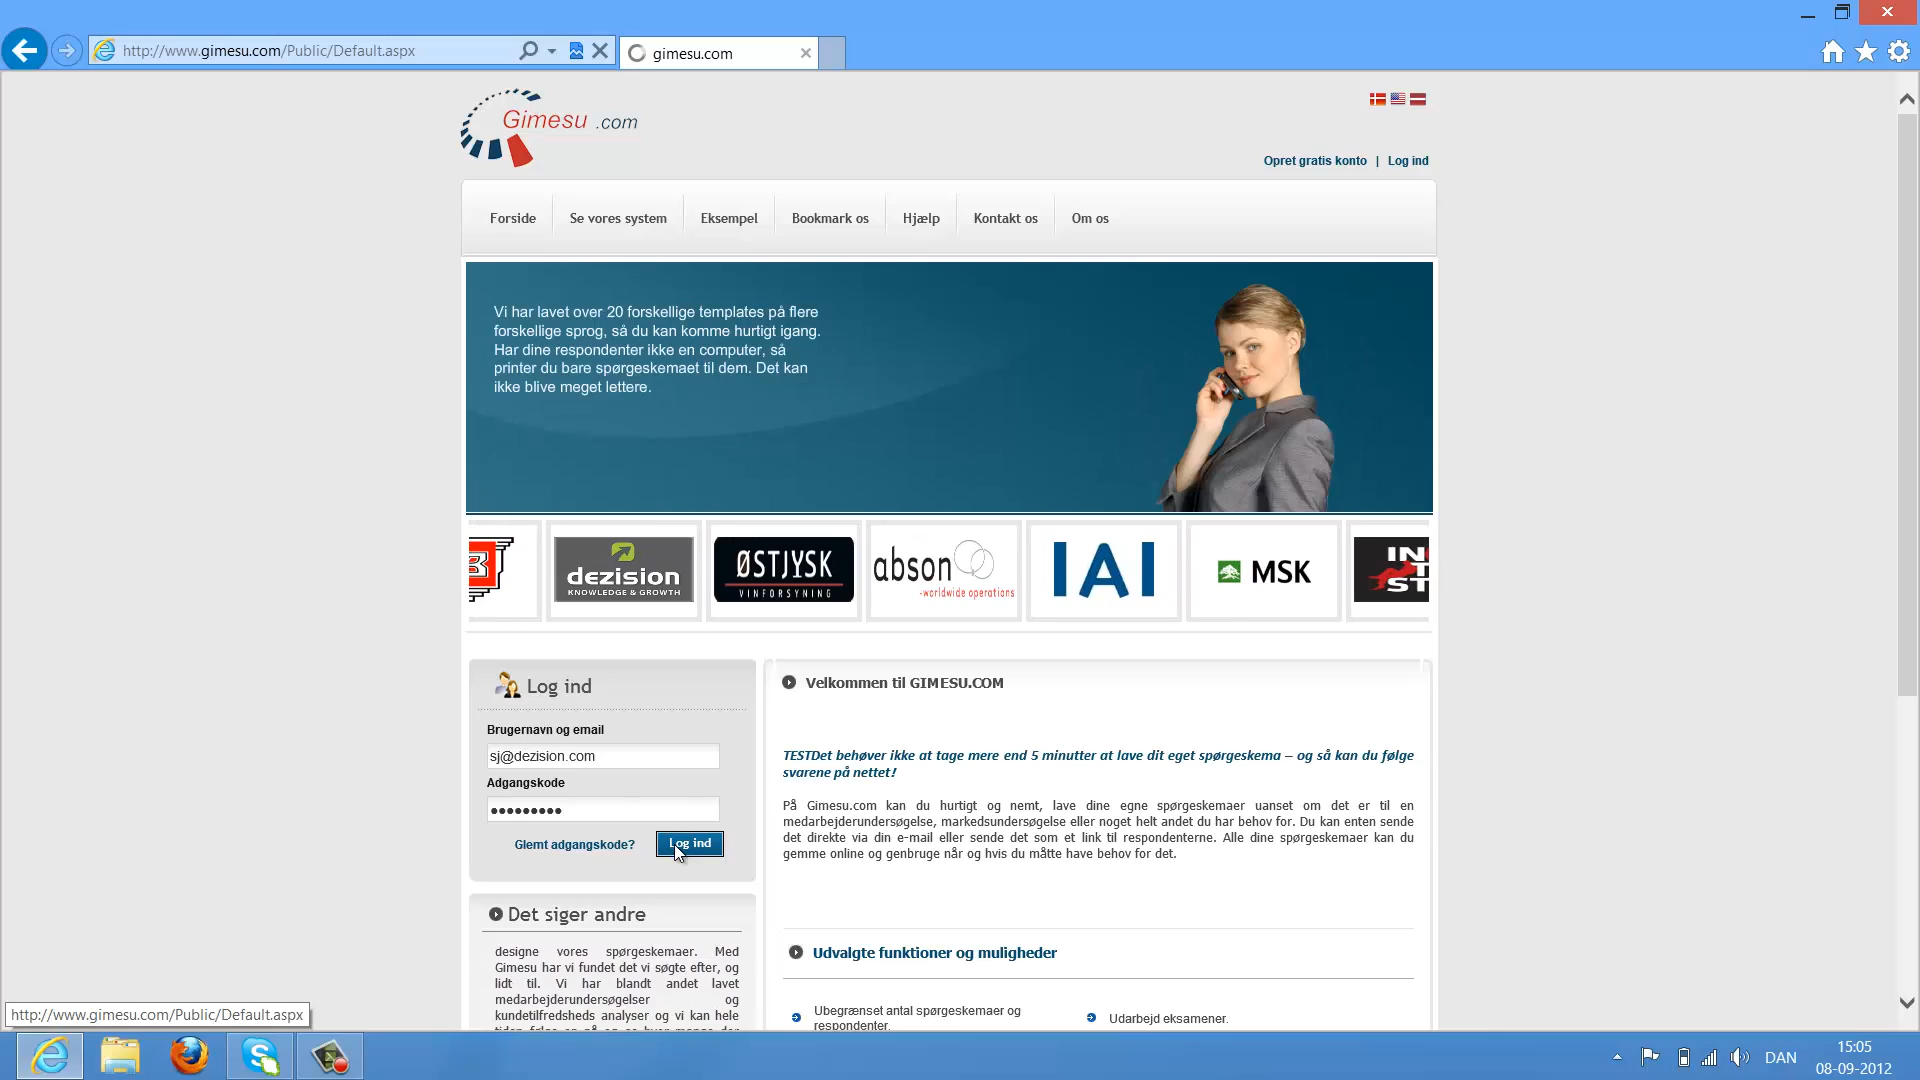 http://www.gimesu.com/Public/Default.aspx
gimesu.com
Gimesu .com
Opret gratis konto | Log ind
Forside
Se vores system
Eksempel
Bookmark os
Hjælp
Kontakt os
Om os
Vi har lavet over 20 forskellige templates på flere
forskellige sprog, så du kan komme hurtigt igang.
Har dine respondenter ikke en computer, så
printer du bare spørgeskemaet til dem. Det kan
ikke blive meget lettere.
dezision
KNOWLEDGE & GROWTH
ØSTJYSK
VINFORSYNING
abson
-worldwide operations
IAI
MSK
Log ind
Brugernavn og email
sj@dezision.com
Adgangskode
Glemt adgangskode?
Log ind
Det siger andre
designe vores spørgeskemaer. Med
Gimesu har vi fundet det vi søgte efter, og
lidt til. Vi har blandt andet lavet
medarbejderundersøgelser og
kundetilfredsheds analyser og vi kan hele
Velkommen til GIMESU.COM
TESTDet behøver ikke at tage mere end 5 minutter at lave dit eget spørgeskema – og så kan du følge
svarene på nettet!
På Gimesu.com kan du hurtigt og nemt, lave dine egne spørgeskemaer uanset om det er til en
medarbejderundersøgelse, markedsundersøgelse eller noget helt andet du har behov for. Du kan enten sende
det direkte via din e-mail eller sende det som et link til respondenterne. Alle dine spørgeskemaer kan du
gemme online og genbruge når og hvis du måtte have behov for det.
Udvalgte funktioner og muligheder
Ubegrænset antal spørgeskemaer og
respondenter.
Udarbejd eksamener.
http://www.gimesu.com/Public/Default.aspx
DAN
15:05
08-09-2012